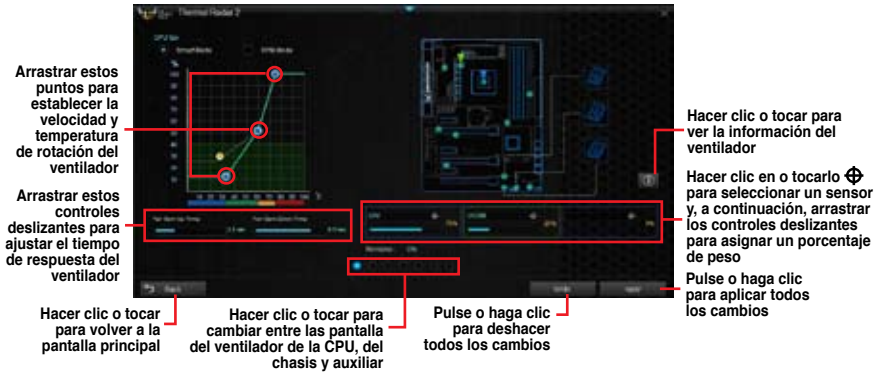 Thermal Radar 2
Arrastrar estos
puntos para
establecer la
velocidad y
temperatura
de rotación del
ventilador
Arrastrar estos
controles
deslizantes para
ajustar el tiempo
de respuesta del
ventilador
Hacer clic o tocar
para volver a la
pantalla principal
Back
Hacer clic o tocar para
cambiar entre las pantalla
del ventilador de la CPU, del
chasis y auxiliar
Pulse o haga clic
para deshacer
todos los cambios
Hacer clic o tocar para
ver la información del
ventilador
Hacer clic en o tocarlo
para seleccionar un sensor
y, a continuación, arrastrar
los controles deslizantes
para asignar un porcentaje
de peso
Pulse o haga clic
para aplicar todos
los cambios